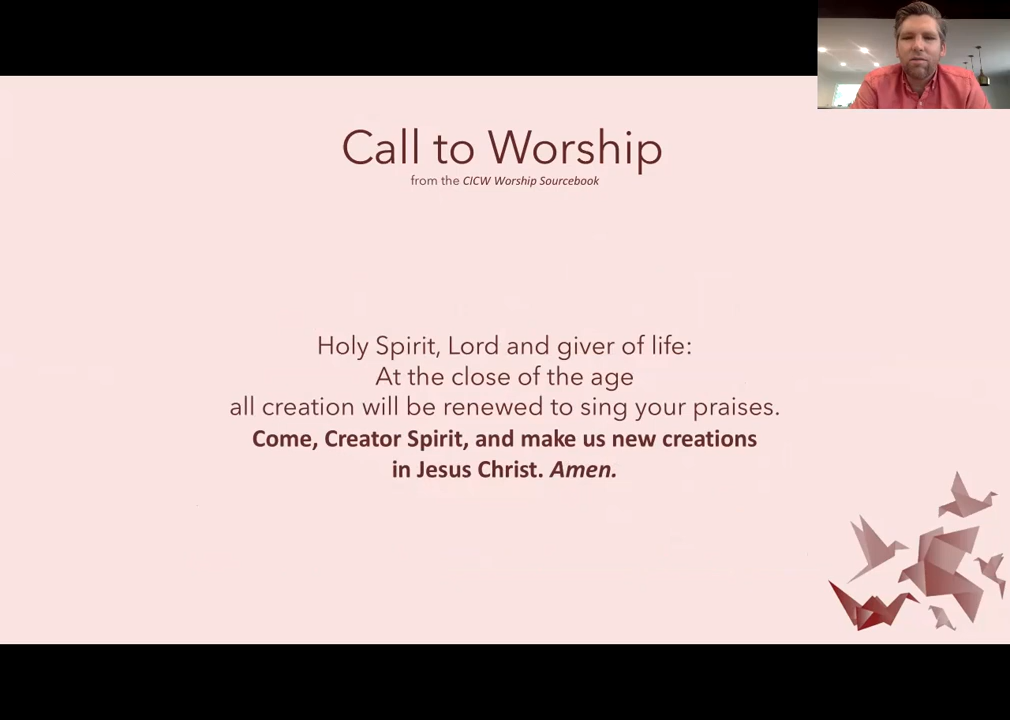 Call to Worship
from the CICW Worship Sourcebook
Holy Spirit, Lord and giver of life:
At the close of the age
all creation will be renewed to sing your praises.
Come, Creator Spirit, and make us new creations
in Jesus Christ. Amen.